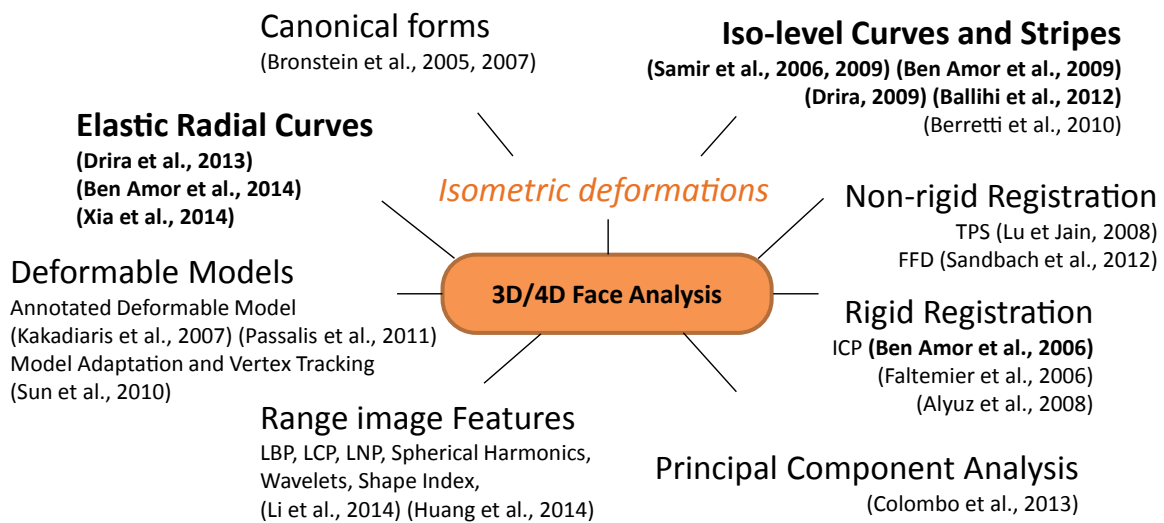 Canonical forms
(Bronstein et al., 2005, 2007)
Iso-level Curves and Stripes
(Samir et al., 2006, 2009) (Ben Amor et al., 2009)
(Drira, 2009) (Ballihi et al., 2012)
(Berretti et al., 2010)
Elastic Radial Curves
(Drira et al., 2013)
(Ben Amor et al., 2014)
(Xia et al., 2014)
Isometric deformations
Non-rigid Registration
TPS (Lu et Jain, 2008)
FFD (Sandbach et al., 2012)
Deformable Models
Annotated Deformable Model
(Kakadiaris et al., 2007) (Passalis et al., 2011)
Model Adaptation and Vertex Tracking
(Sun et al., 2010)
3D/4D Face Analysis
Rigid Registration
ICP (Ben Amor et al., 2006)
(Faltemier et al., 2006)
(Alyuz et al., 2008)
Range image Features
LBP, LCP, LNP, Spherical Harmonics,
Wavelets, Shape Index,
(Li et al., 2014) (Huang et al., 2014)
Principal Component Analysis
(Colombo et al., 2013)